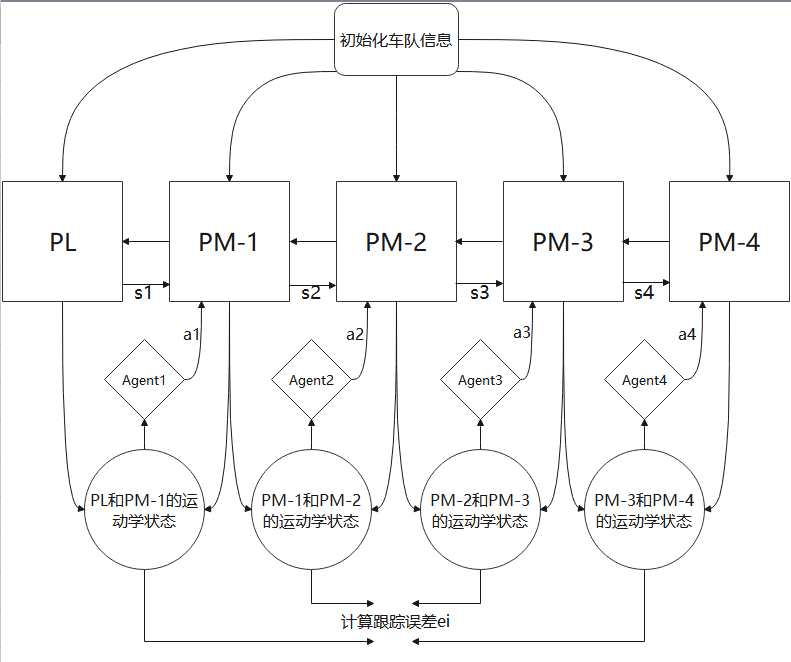 初始化车队信息
PL
PM-1
PM-2
PM-3
PM-4
s1
s2
s3
s4
a1
a2
a3
a4
Agent1
Agent2
Agent3
Agent4
PL和PM-1的运
动学状态
PM-1和PM-2
的运动学状态
PM-2和PM-3
的运动学状态
PM-3和PM-4
的运动学状态
计算跟踪误差ei